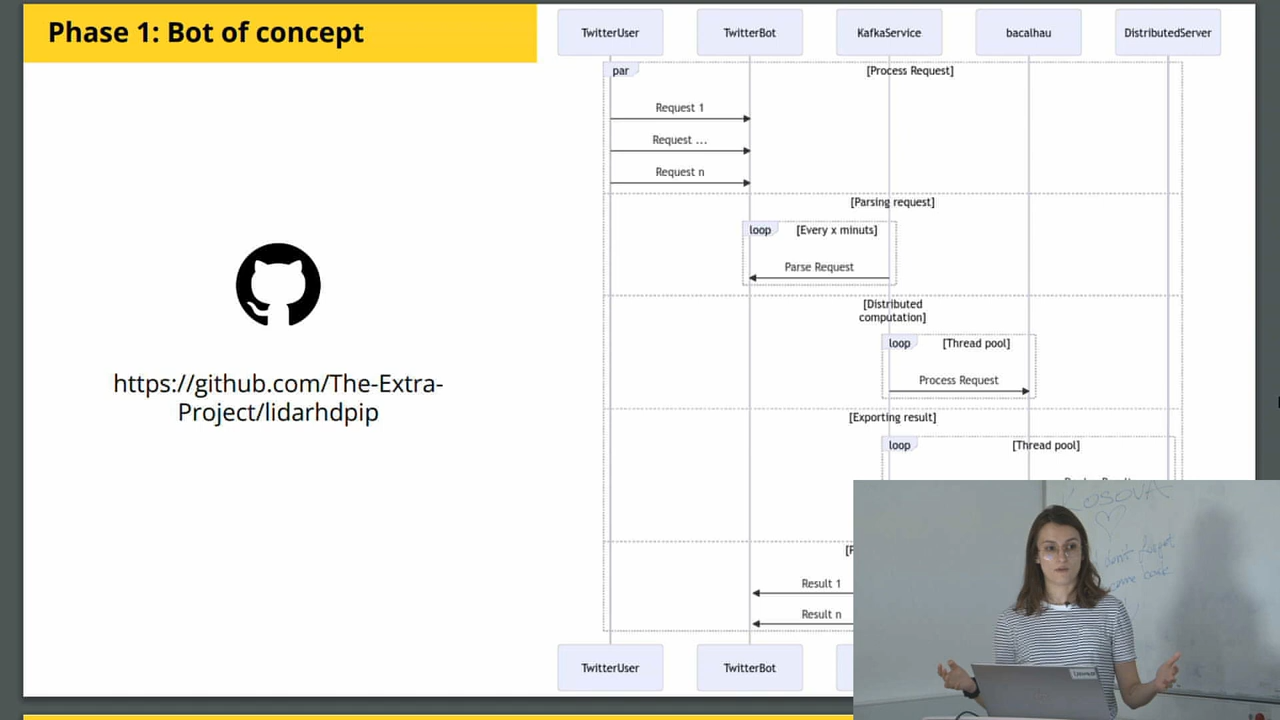 Phase 1: Bot of concept
https://github.com/The-Extra-
Project/lidarhdpip
TwitterUser
TwitterBot
KafkaService
bacalhau
DistributedServer
par
[Process Request]
Request 1
Request ...
Request n
[Parsing request]
loop
[Every x minuts]
Parse Request
[Distributed
computation]
loop
[Thread pool]
Process Request
[Exporting result]
loop
[Thread pool]
Result 1
Result n
TwitterUser
TwitterBot
KOSOVA